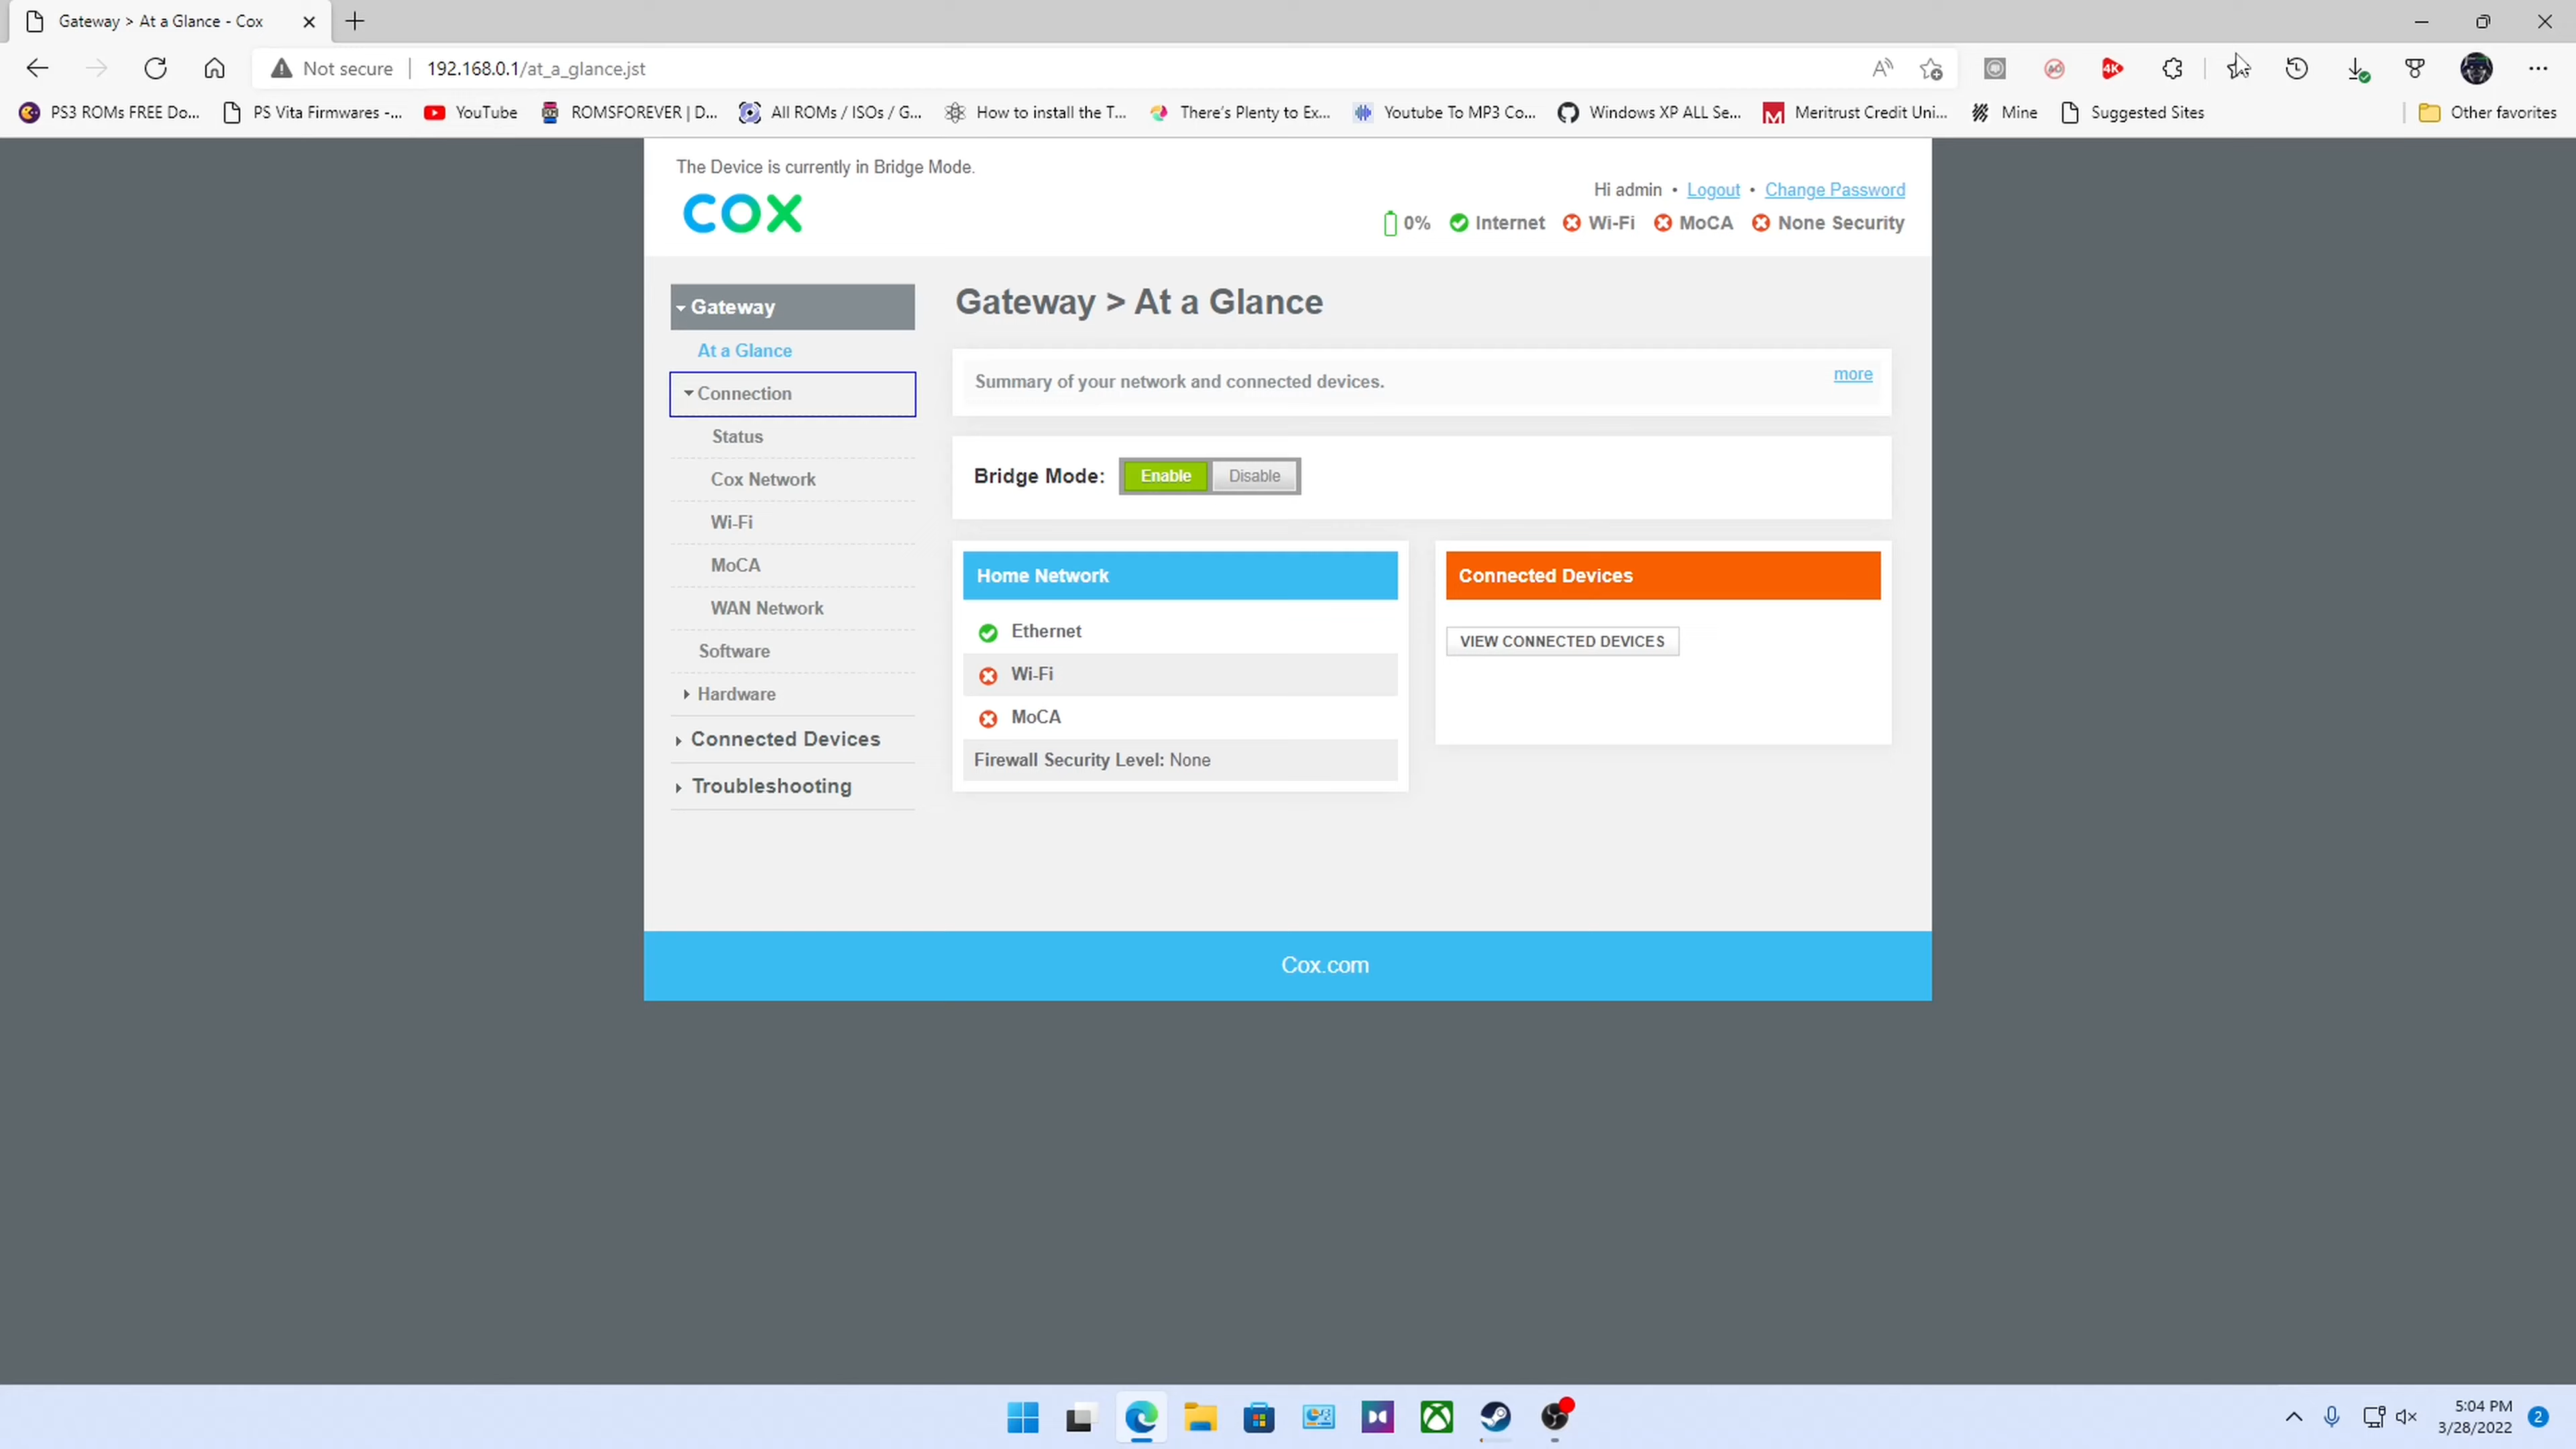 Gateway > At a Glance - Cox
Not secure 192.168.0.1/at_a_glance.jst
PS3 ROMs FREE Do... PS Vita Firmwares -... YouTube ROMSFOREVER | D... All ROMs / ISOs / G... How to install the T... There's Plenty to Ex... Youtube To MP3 Co... Windows XP ALL Se... Meritrust Credit Uni... Mine Suggested Sites Other favorites
The Device is currently in Bridge Mode.
COX
Hi admin • Logout • Change Password
0% Internet Wi-Fi MoCA None Security
Gateway
At a Glance
Connection
Status
Cox Network
Wi-Fi
MoCA
WAN Network
Software
Hardware
Connected Devices
Troubleshooting
Gateway > At a Glance
Summary of your network and connected devices. more
Bridge Mode: Enable Disable
Home Network
Ethernet
Wi-Fi
MoCA
Firewall Security Level: None
Connected Devices
VIEW CONNECTED DEVICES
Cox.com
5:04 PM
3/28/2022
2